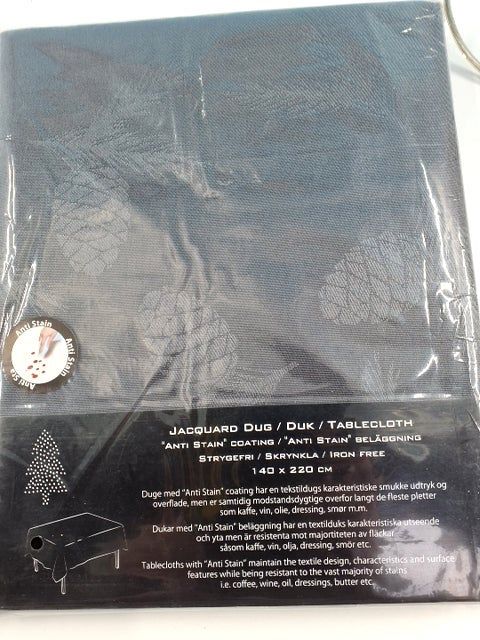 Anti Stain
Anti Stain
Anti Sta
JACQUARD DUG / DUK / TABLECLOTH
"ANTI STAIN" COATING / "ANTI STAIN" BELÄGGNING
STRYGEFRI / SKRYNKLA / IRON FREE
140 X 220 CM
Duge med "Anti Stain" coating har en tekstildugs karakteristiske smukke udtryk og
overflade, men er samtidig modstandsdygtige overfor langt de fleste pletter
som kaffe, vin, olie, dressing, smør m.m.
Dukar med "Anti Stain" beläggning har en textilduks karakteristiska utseende
och yta men är resistenta mot majortiteten av fläckar
såsom kaffe, vin, olja, dressing, smör etc.
Tablecloths with "Anti Stain" maintain the textile design, characteristics and surface
features while being resistant to the vast majority of stains
i.e. coffee, wine, oil, dressings, butter etc.